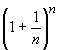 (1 + 1/n)^n